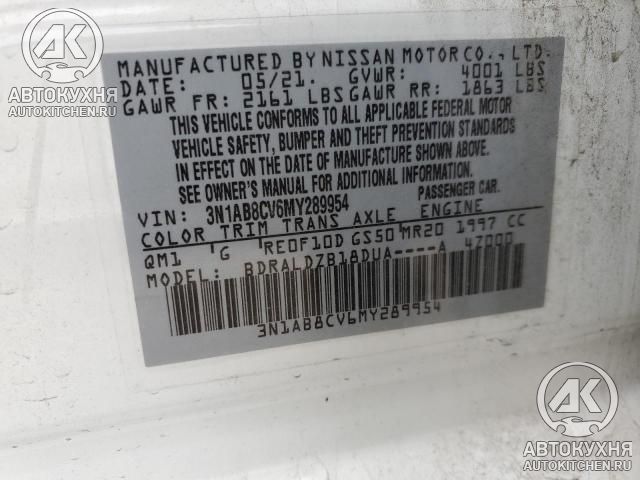 MANUFACTURED BY NISSAN MOTOR CO., LTD.
DATE: 05/21. GVWR: 4001 LBS
GAWR FR: 2161 LBS GAWR RR: 1863 LBS
THIS VEHICLE CONFORMS TO ALL APPLICABLE FEDERAL MOTOR
VEHICLE SAFETY, BUMPER AND THEFT PREVENTION STANDARDS
IN EFFECT ON THE DATE OF MANUFACTURE SHOWN ABOVE.
SEE OWNER'S MANUAL FOR ADDITIONAL INFORMATION.
VIN: 3N1AB8CV6MY289954 PASSENGER CAR.
COLOR TRIM TRANS AXLE ENGINE
QM1 G RE0F10D GS50 MR20 1997 CC
BDRALDZB18DUA----A 47000
3N1AB8CV6MY289954
АК
АВТОКУХНЯ
AUTOKITCHEN.RU
АК
АВТОКУХНЯ
AUTOKITCHEN.RU